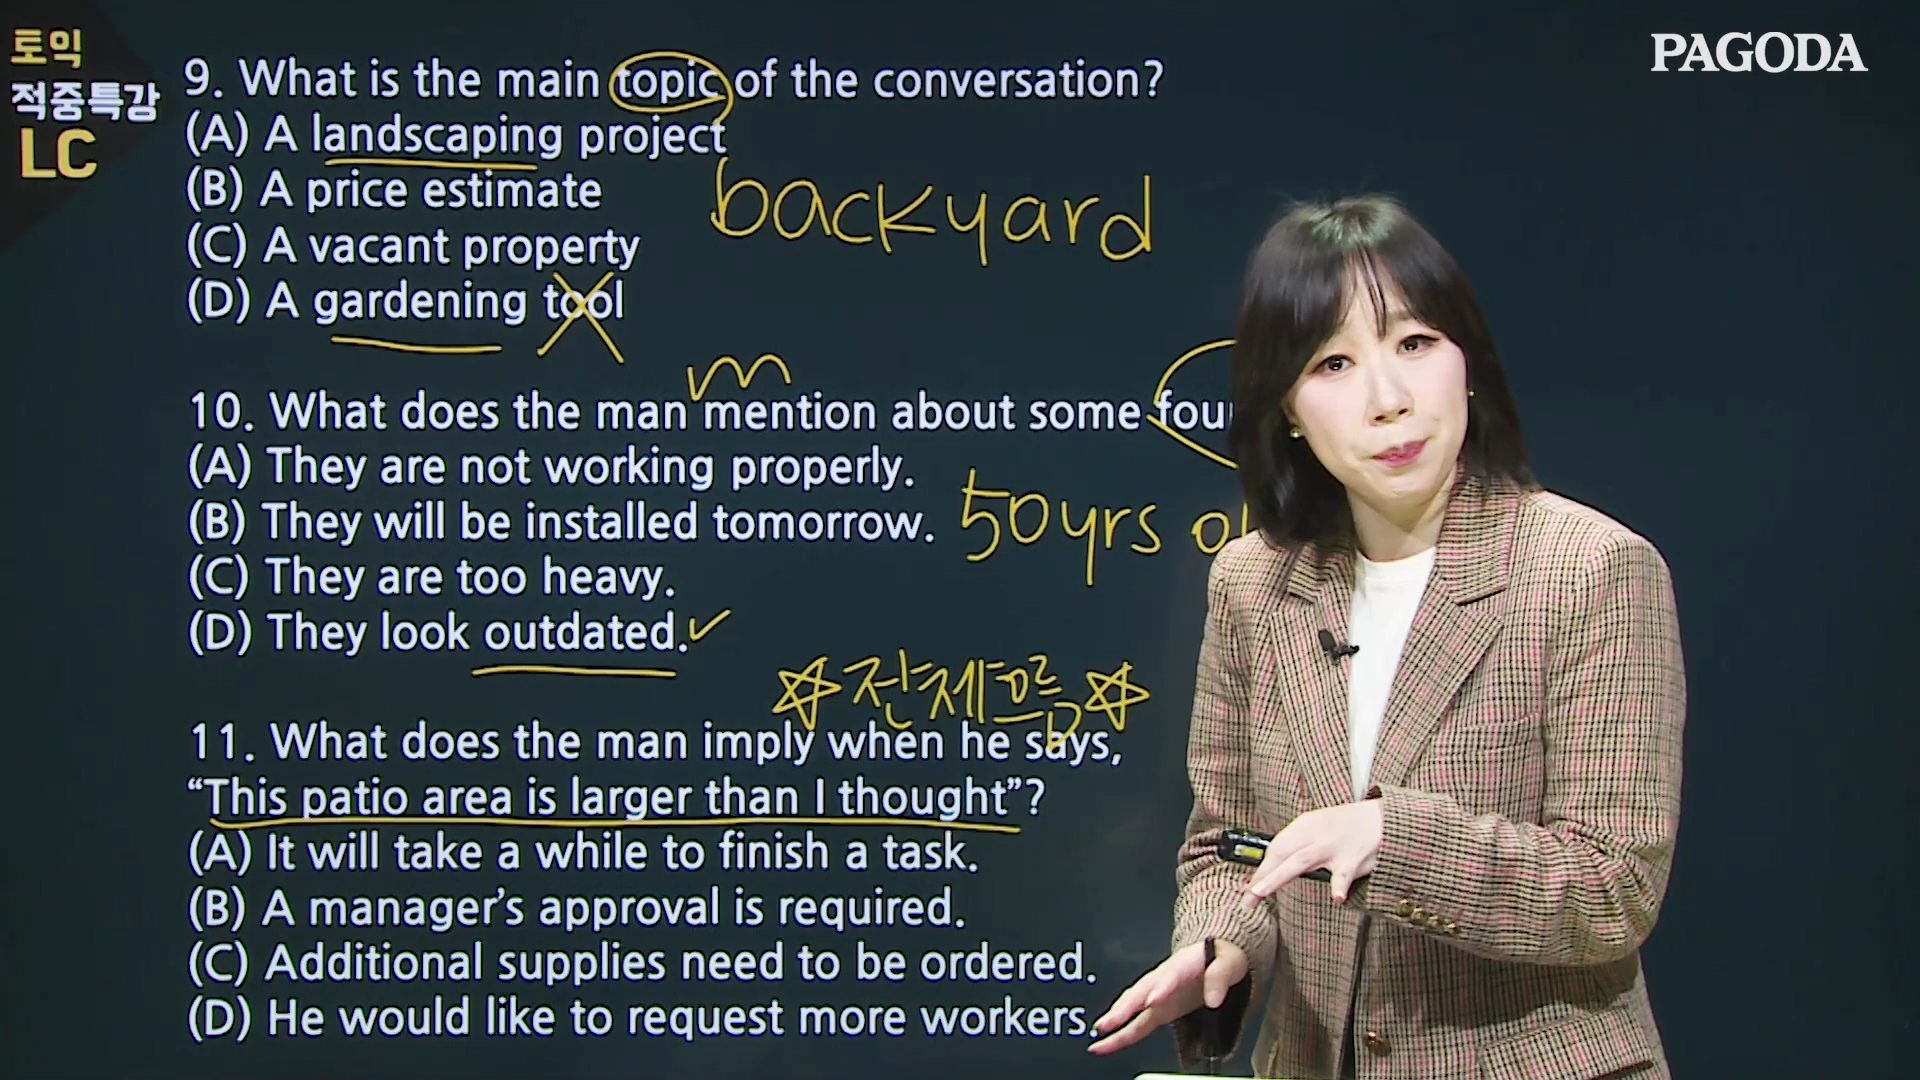 토익
적중특강
LC
PAGODA
9. What is the main topic of the conversation?
(A) A landscaping project
(B) A price estimate
(C) A vacant property
(D) A gardening tool
backyard
m
10. What does the man mention about some
(A) They are not working properly.
(B) They will be installed tomorrow.
(C) They are too heavy.
(D) They look outdated.
50yrs
☆전체흐름☆
11. What does the man imply when he says,
“This patio area is larger than I thought”?
(A) It will take a while to finish a task.
(B) A manager’s approval is required.
(C) Additional supplies need to be ordered.
(D) He would like to request more workers.